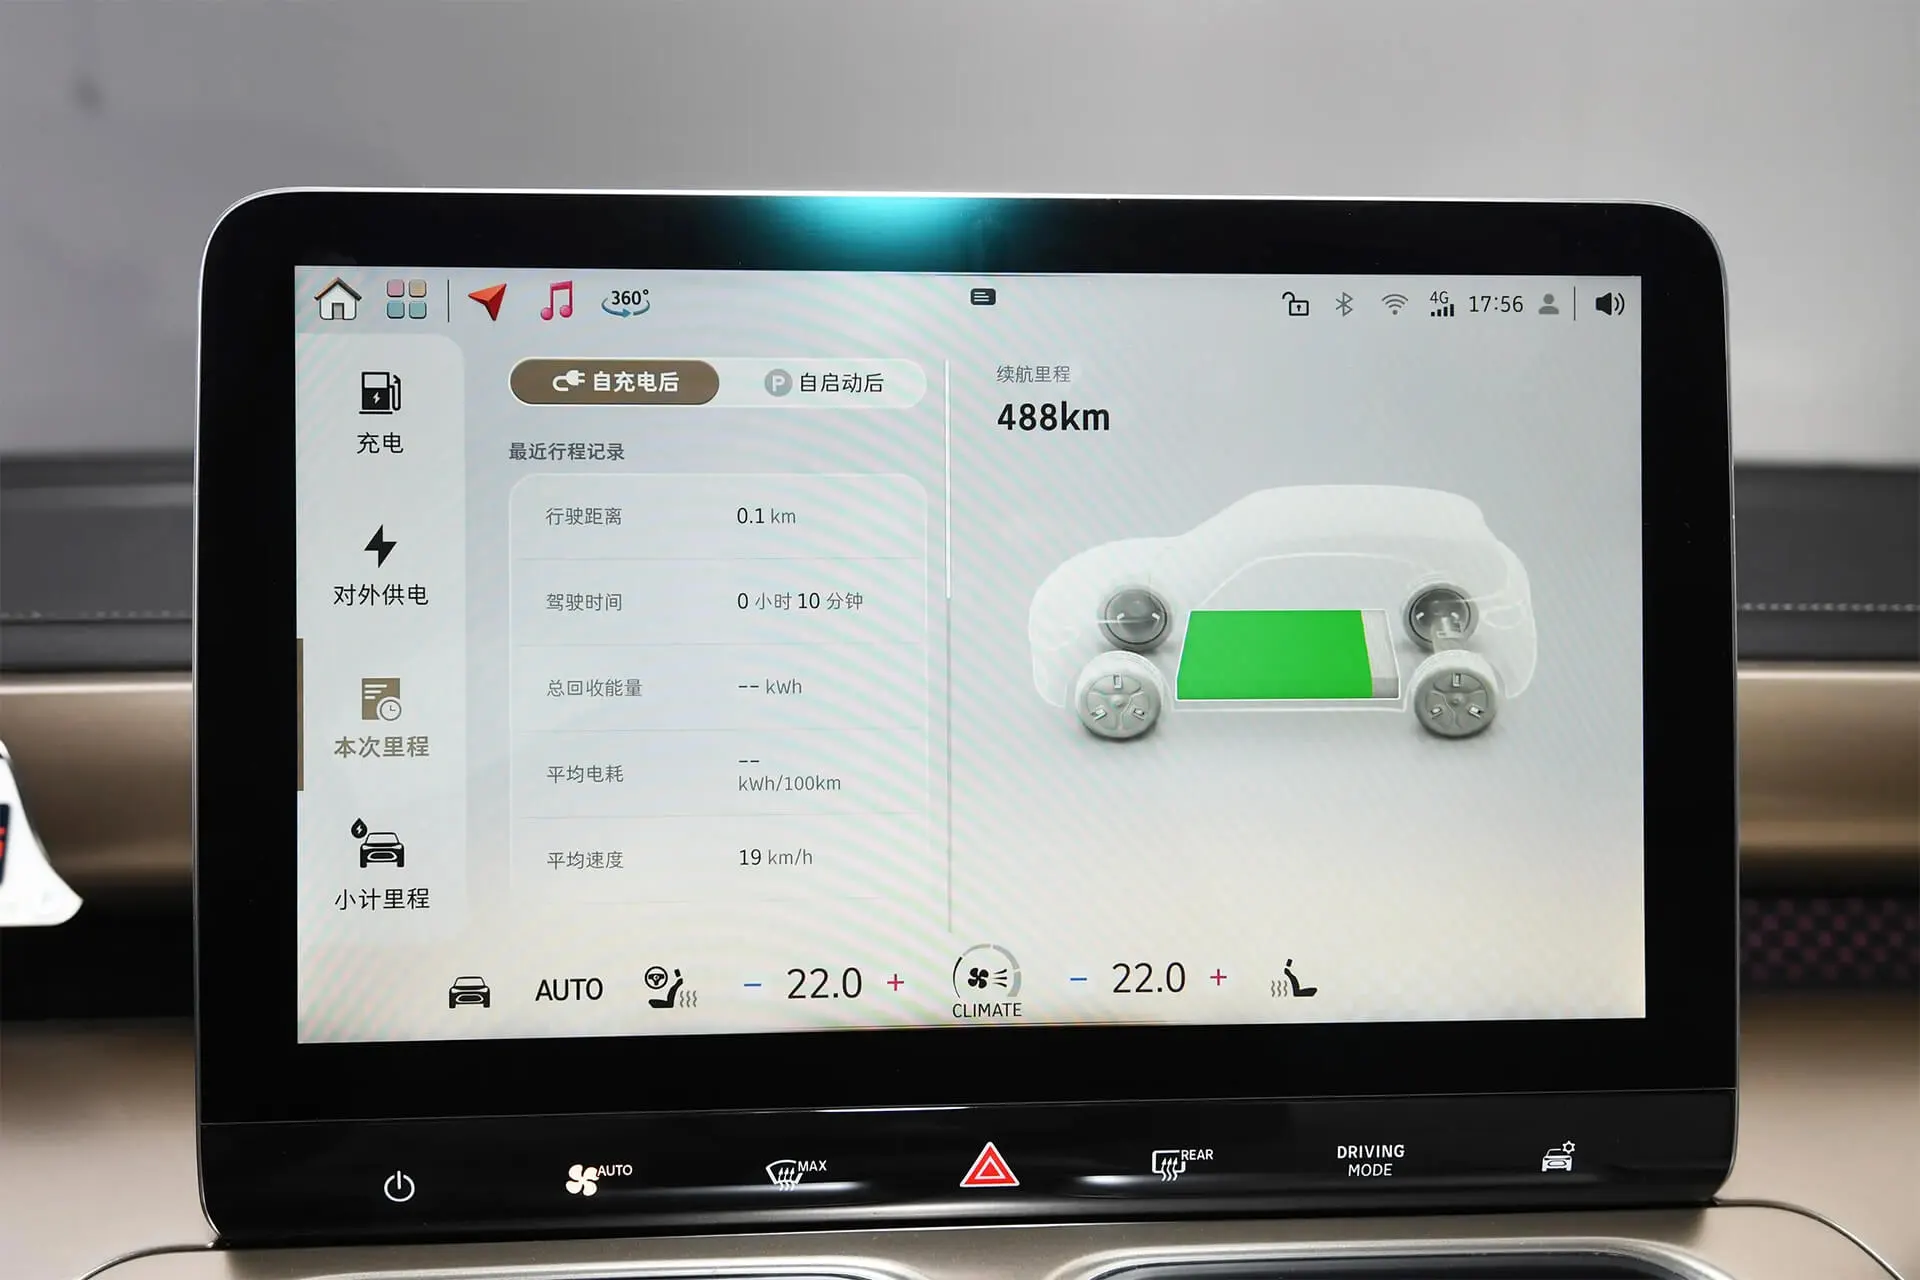 360°
4G
17:56
充电
对外供电
本次里程
小计里程
自充电后
P 自启动后
最近行程记录
行驶距离 0.1 km
驾驶时间 0 小时 10 分钟
总回收能量 -- kWh
平均电耗 -- kWh/100km
平均速度 19 km/h
续航里程
488km
AUTO
- 22.0 +
CLIMATE
- 22.0 +
AUTO
MAX
REAR
DRIVING
MODE